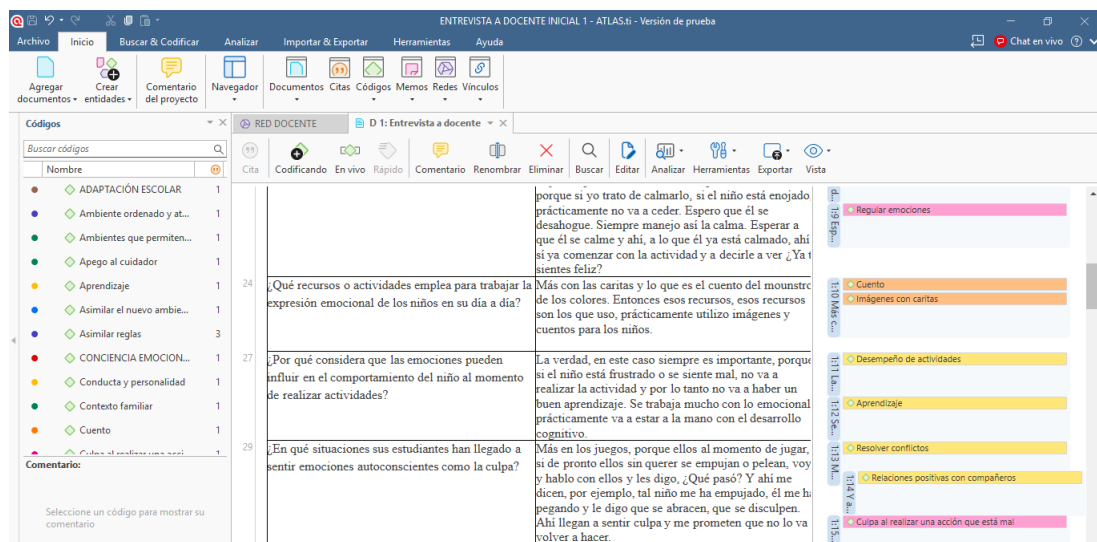 ENTREVISTA A DOCENTE INICIAL 1 - ATLAS.ti - Versión de prueba
Archivo Inicio Buscar & Codificar Analizar Importar & Exportar Herramientas Ayuda Chat en vivo
Agregar documentos Crear entidades Comentario del proyecto Navegador Documentos Citas Códigos Memos Redes Vínculos
Códigos
RED DOCENTE D 1: Entrevista a docente
Buscar códigos
Nombre
Cita Codificando En vivo Rápido Comentario Renombrar Eliminar Buscar Editar Analizar Herramientas Exportar Vista
ADAPTACIÓN ESCOLAR 1
Ambiente ordenado y at... 1
Ambientes que permiten... 1
Apego al cuidador 1
Aprendizaje 1
Asimilar el nuevo ambie... 1
Asimilar reglas 3
CONCIENCIA EMOCION... 1
Conducta y personalidad 1
Contexto familiar 1
Cuento 1
Comentario:
Seleccione un código para mostrar su
comentario
porque si yo trato de calmarlo, si el niño está enojado
prácticamente no va a ceder. Espero que él se
desahogue. Siempre manejo así la calma. Esperar a
que él se calme y ahí, a lo que él ya está calmado, ahí
sí ya comenzar con la actividad y a decirle a ver ¿Ya t
sientes feliz?
24
¿Qué recursos o actividades emplea para trabajar la
expresión emocional de los niños en su día a día?
Más con las caritas y lo que es el cuento del mounstro
de los colores. Entonces esos recursos, esos recursos
son los que uso, prácticamente utilizo imágenes y
cuentos para los niños.
27
¿Por qué considera que las emociones pueden
influir en el comportamiento del niño al momento
de realizar actividades?
La verdad, en este caso siempre es importante, porque
si el niño está frustrado o se siente mal, no va a
realizar la actividad y por lo tanto no va a haber un
buen aprendizaje. Se trabaja mucho con lo emocional
prácticamente va a estar a la mano con el desarrollo
cognitivo.
29
¿En qué situaciones sus estudiantes han llegado a
sentir emociones autoconscientes como la culpa?
Más en los juegos, porque ellos al momento de jugar,
si de pronto ellos sin querer se empujan o pelean, voy
y hablo con ellos y les digo, ¿Qué pasó? Y ahí me
dicen, por ejemplo, tal niño me ha empujado, él me ha
pegando y le digo que se abracen, que se disculpen.
Ahí llegan a sentir culpa y me prometen que no lo va
volver a hacer.
d...
1:9 Esp...
Regular emociones
1:10 Más c...
Cuento
Imágenes con caritas
1:11 La...
Desempeño de actividades
1:12 Se...
Aprendizaje
1:13 M...
Resolver conflictos
1:14 Y a...
Relaciones positivas con compañeros
1:15...
Culpa al realizar una acción que está mal